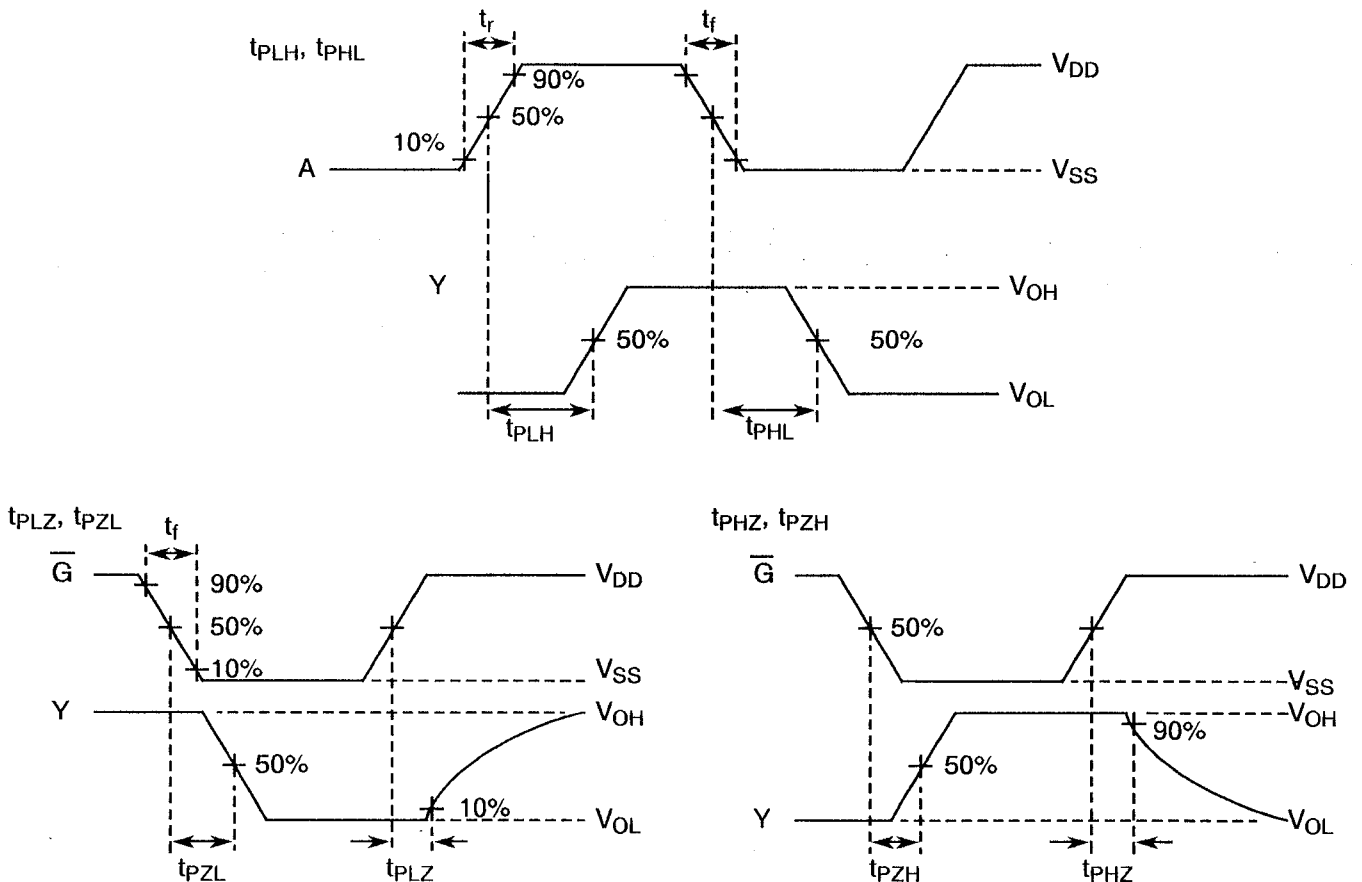 tPLH, tPHL
tr
tf
90%
50%
10%
A
VDD
VSS
Y
50%
50%
VOH
VOL
tPLH
tPHL
tPLZ, tPZL
tf
G
90%
50%
10%
VDD
VSS
Y
50%
10%
VOH
VOL
tPZL
tPLZ
tPHZ, tPZH
G
50%
VDD
VSS
VOH
90%
50%
Y
VOL
tPZH
tPHZ